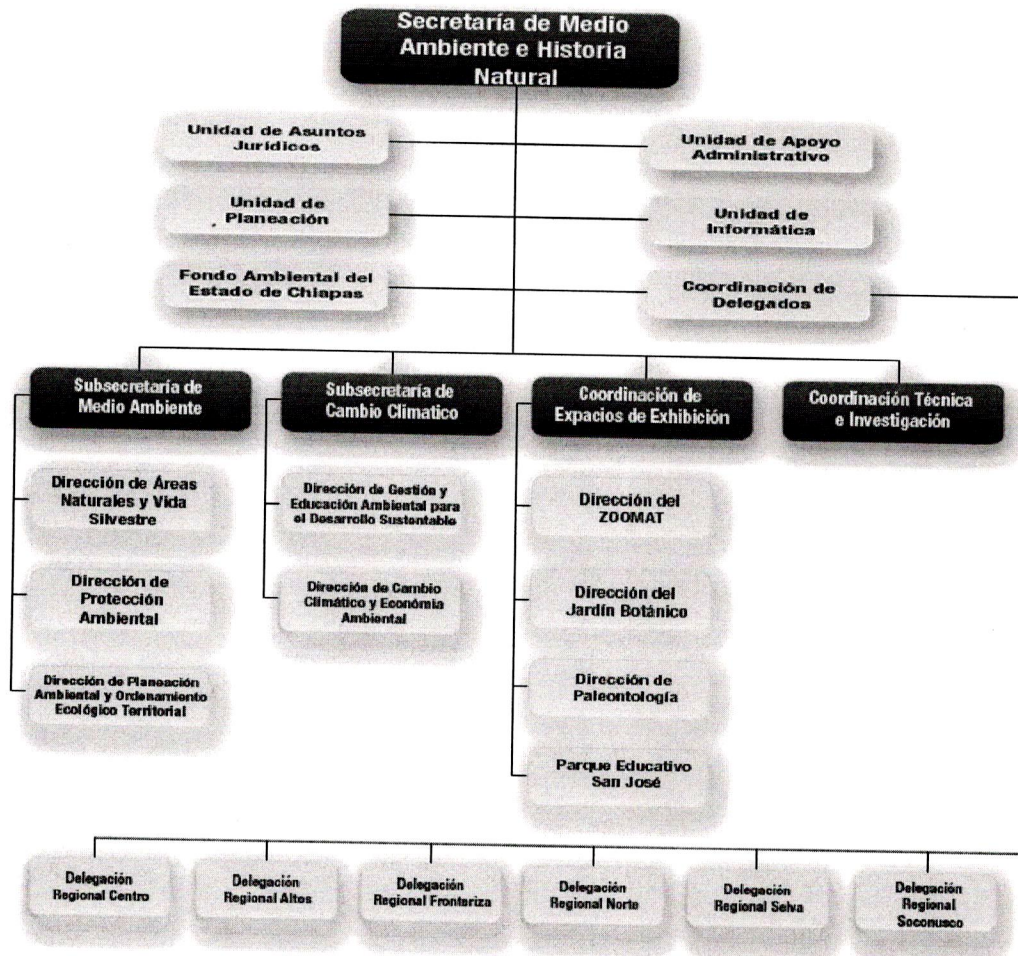 Secretaría de Medio
Ambiente e Historia
Natural
Unidad de Asuntos
Jurídicos
Unidad de Apoyo
Administrativo
Unidad de
Planeación
Unidad de
Informática
Fondo Ambiental del
Estado de Chiapas
Coordinación de
Delegados
Subsecretaría de
Medio Ambiente
Subsecretaría de
Cambio Climatico
Coordinación de
Expacios de Exhibición
Coordinación Técnica
e Investigación
Dirección de Áreas
Naturales y Vida
Silvestre
Dirección de
Protección
Ambiental
Dirección de Planeación
Ambiental y Ordenamiento
Ecológico Territorial
Dirección de Gestión y
Educación Ambiental para
el Desarrollo Sustentable
Dirección de Cambio
Climático y Económia
Ambiental
Dirección del
ZOOMAT
Dirección del
Jardín Botánico
Dirección de
Paleontología
Parque Educativo
San José
Delegación
Regional Centro
Delegación
Regional Altos
Delegación
Regional Fronteriza
Delegación
Regional Norte
Delegación
Regional Selva
Delegación
Regional
Soconusco